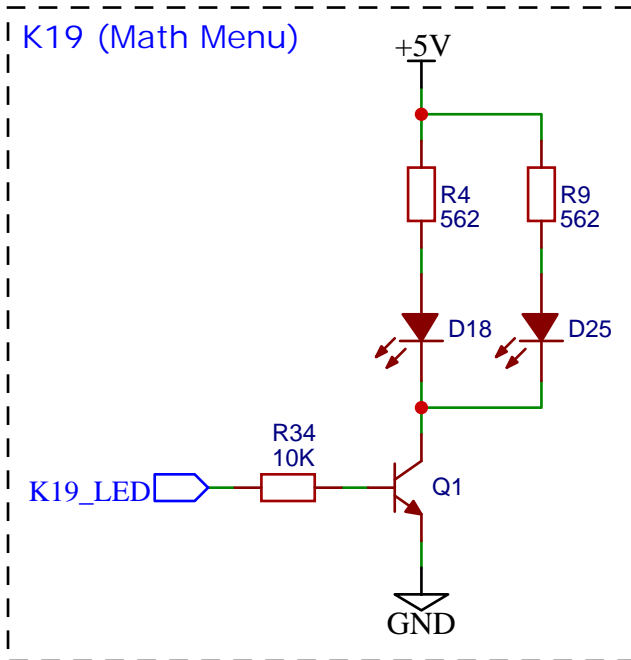 K19 (Math Menu)
+5V
R4
562
R9
562
D18
D25
R34
10K
K19_LED
Q1
GND